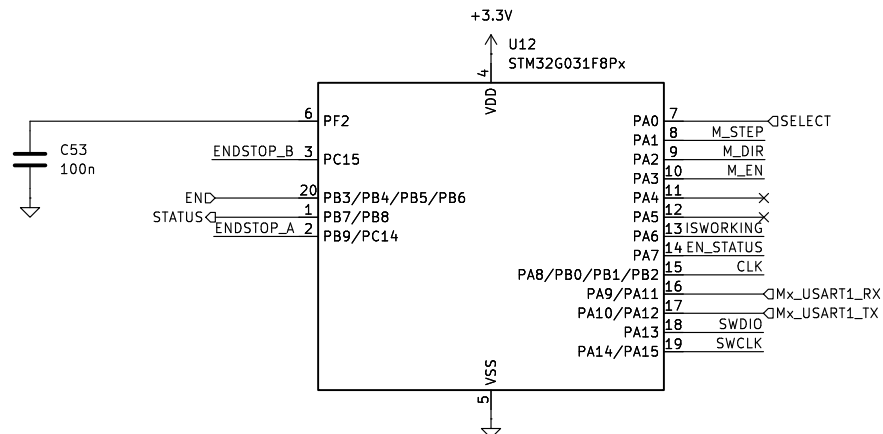 +3.3V
U12
STM32G031F8Px
4
VDD
6 PF2
C53
100n
ENDSTOP_B 3 PC15
EN 20 PB3/PB4/PB5/PB6
STATUS 1 PB7/PB8
ENDSTOP_A 2 PB9/PC14
PA0 7 SELECT
PA1 8 M_STEP
PA2 9 M_DIR
PA3 10 M_EN
PA4 11
PA5 12
PA6 13 ISWORKING
PA7 14 EN_STATUS
PA8/PB0/PB1/PB2 15 CLK
PA9/PA11 16 Mx_USART1_RX
PA10/PA12 17 Mx_USART1_TX
PA13 18 SWDIO
PA14/PA15 19 SWCLK
VSS
5